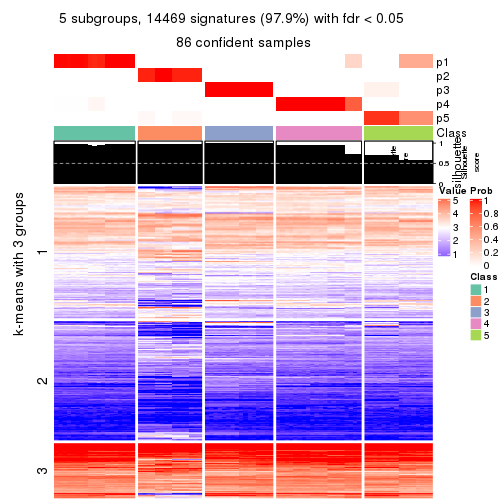 5 subgroups, 14469 signatures (97.9%) with fdr < 0.05
86 confident samples
p1
p2
p3
p4
p5
Class
1
0.5
0
silhouette
Silhouette
score
k-means with 3 groups
1
2
3
Value
5
4
3
2
1
Prob
1
0.8
0.6
0.4
0.2
0
Class
1
2
3
4
5